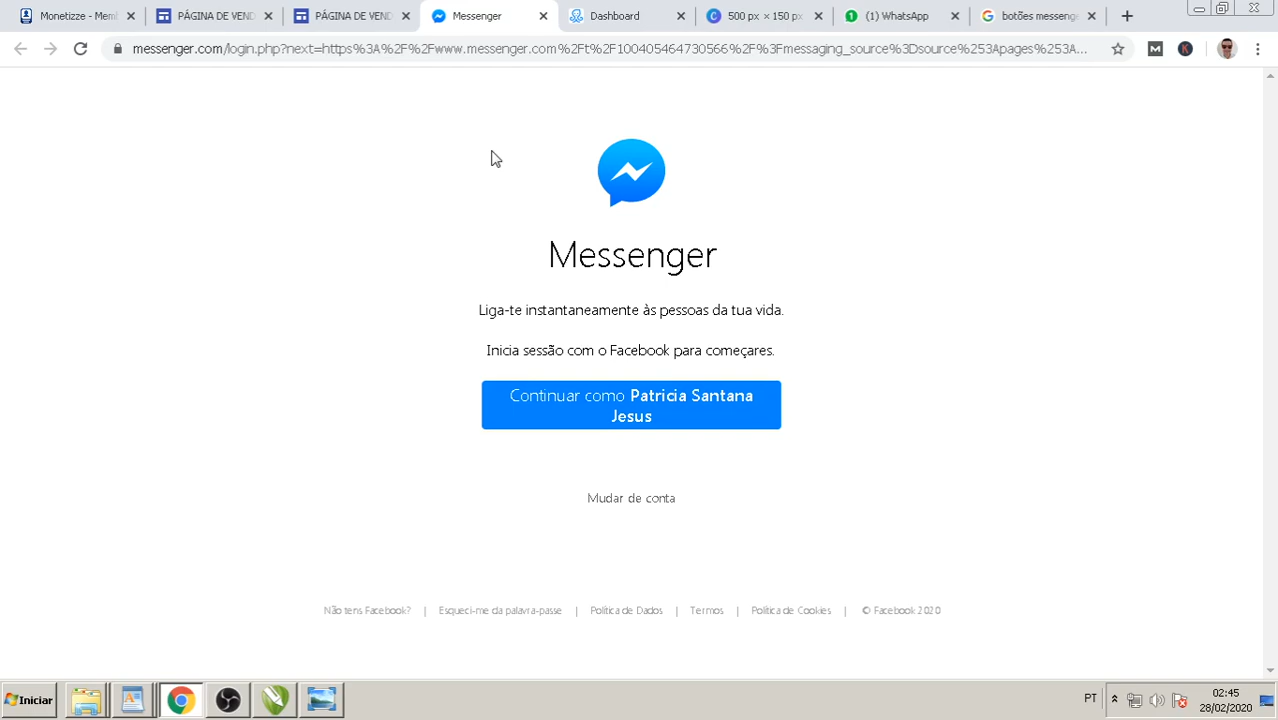 Monetizze - Meml
PÁGINA DE VEND
PÁGINA DE VEND
Messenger
Dashboard
500 px × 150 px
(1) WhatsApp
botões messenge
messenger.com/login.php?next=https%3A%2F%2Fwww.messenger.com%2Ft%2F100405464730566%2F%3Fmessaging_source%3Dsource%253Apages%253A...
Messenger
Liga-te instantaneamente às pessoas da tua vida.
Inicia sessão com o Facebook para começares.
Continuar como Patricia Santana
Jesus
Mudar de conta
Não tens Facebook? | Esqueci-me da palavra-passe | Política de Dados | Termos | Política de Cookies | © Facebook 2020
Iniciar
PT
02:45
28/02/2020